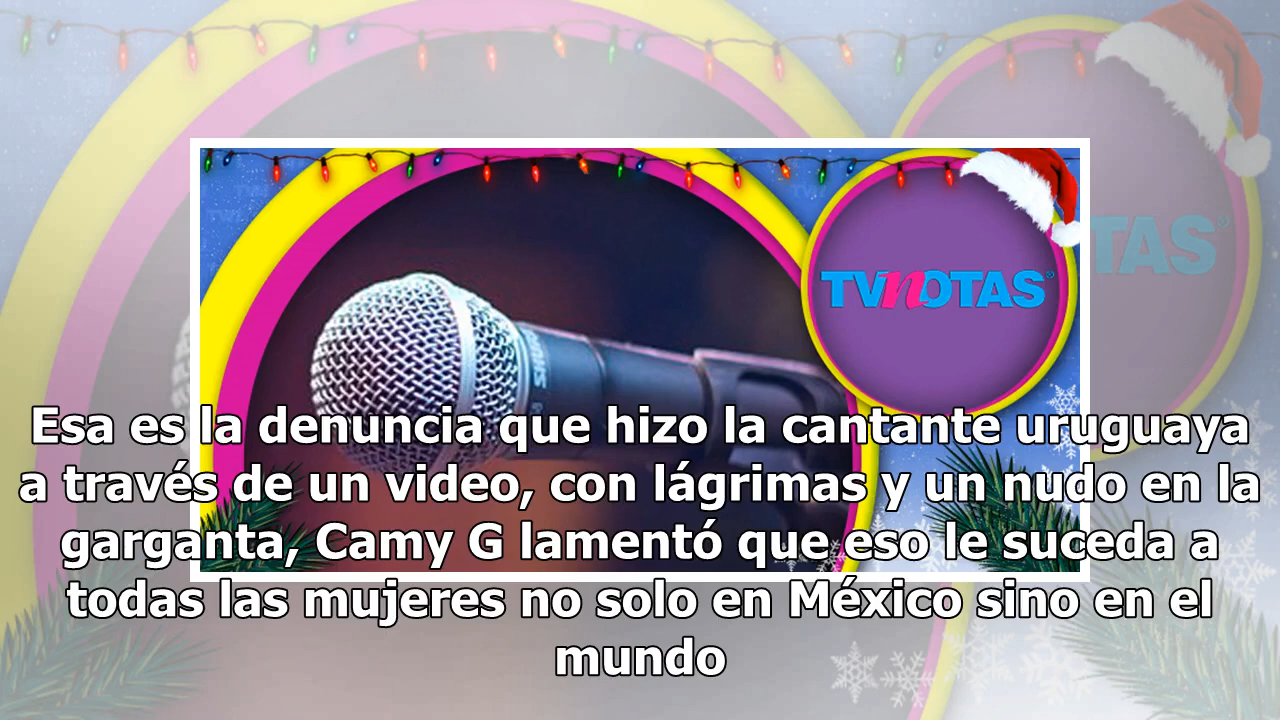 TVnOTAS®
TAS®
SHURE
Esa es la denuncia que hizo la cantante uruguaya
a través de un video, con lágrimas y un nudo en la
garganta, Camy G lamentó que eso le suceda a
todas las mujeres no solo en México sino en el
mundo